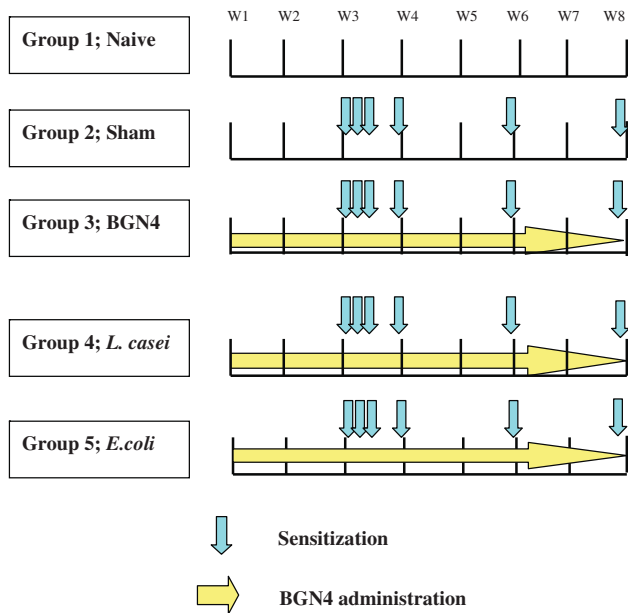 W1 W2 W3 W4 W5 W6 W7 W8
Group 1; Naive
Group 2; Sham
Group 3; BGN4
Group 4; L. casei
Group 5; E.coli
Sensitization
BGN4 administration